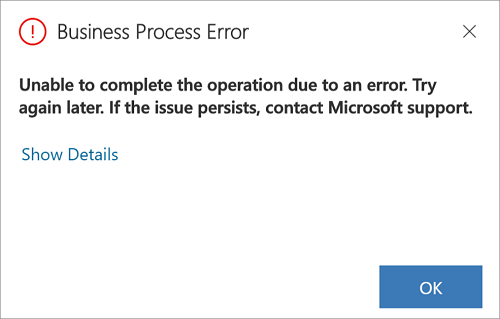 Business Process Error
Unable to complete the operation due to an error. Try
again later. If the issue persists, contact Microsoft support.
Show Details
OK